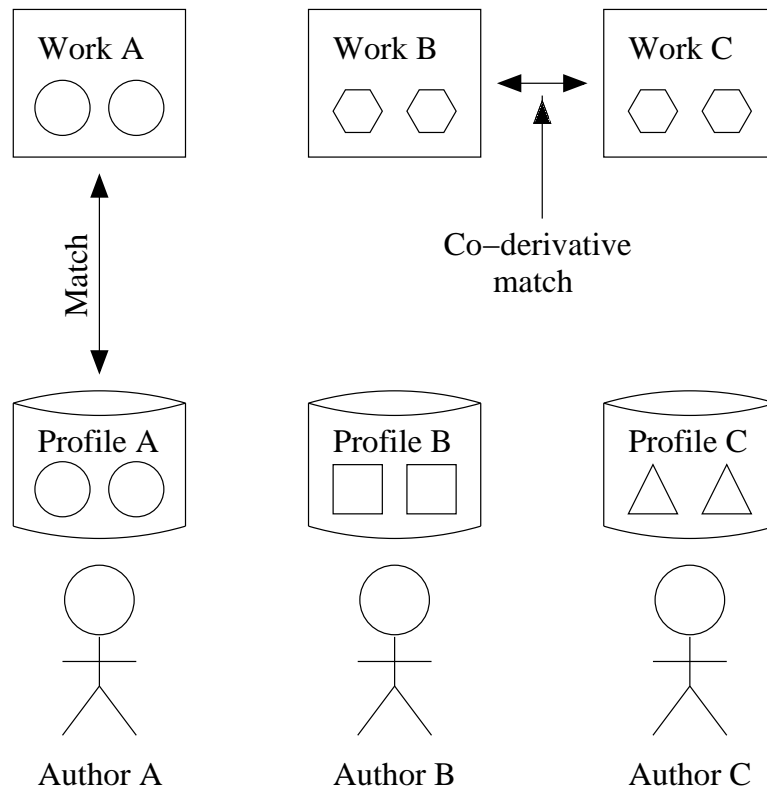 Work A
Work B
Work C
Match
Co−derivative
match
Profile A
Profile B
Profile C
Author A
Author B
Author C